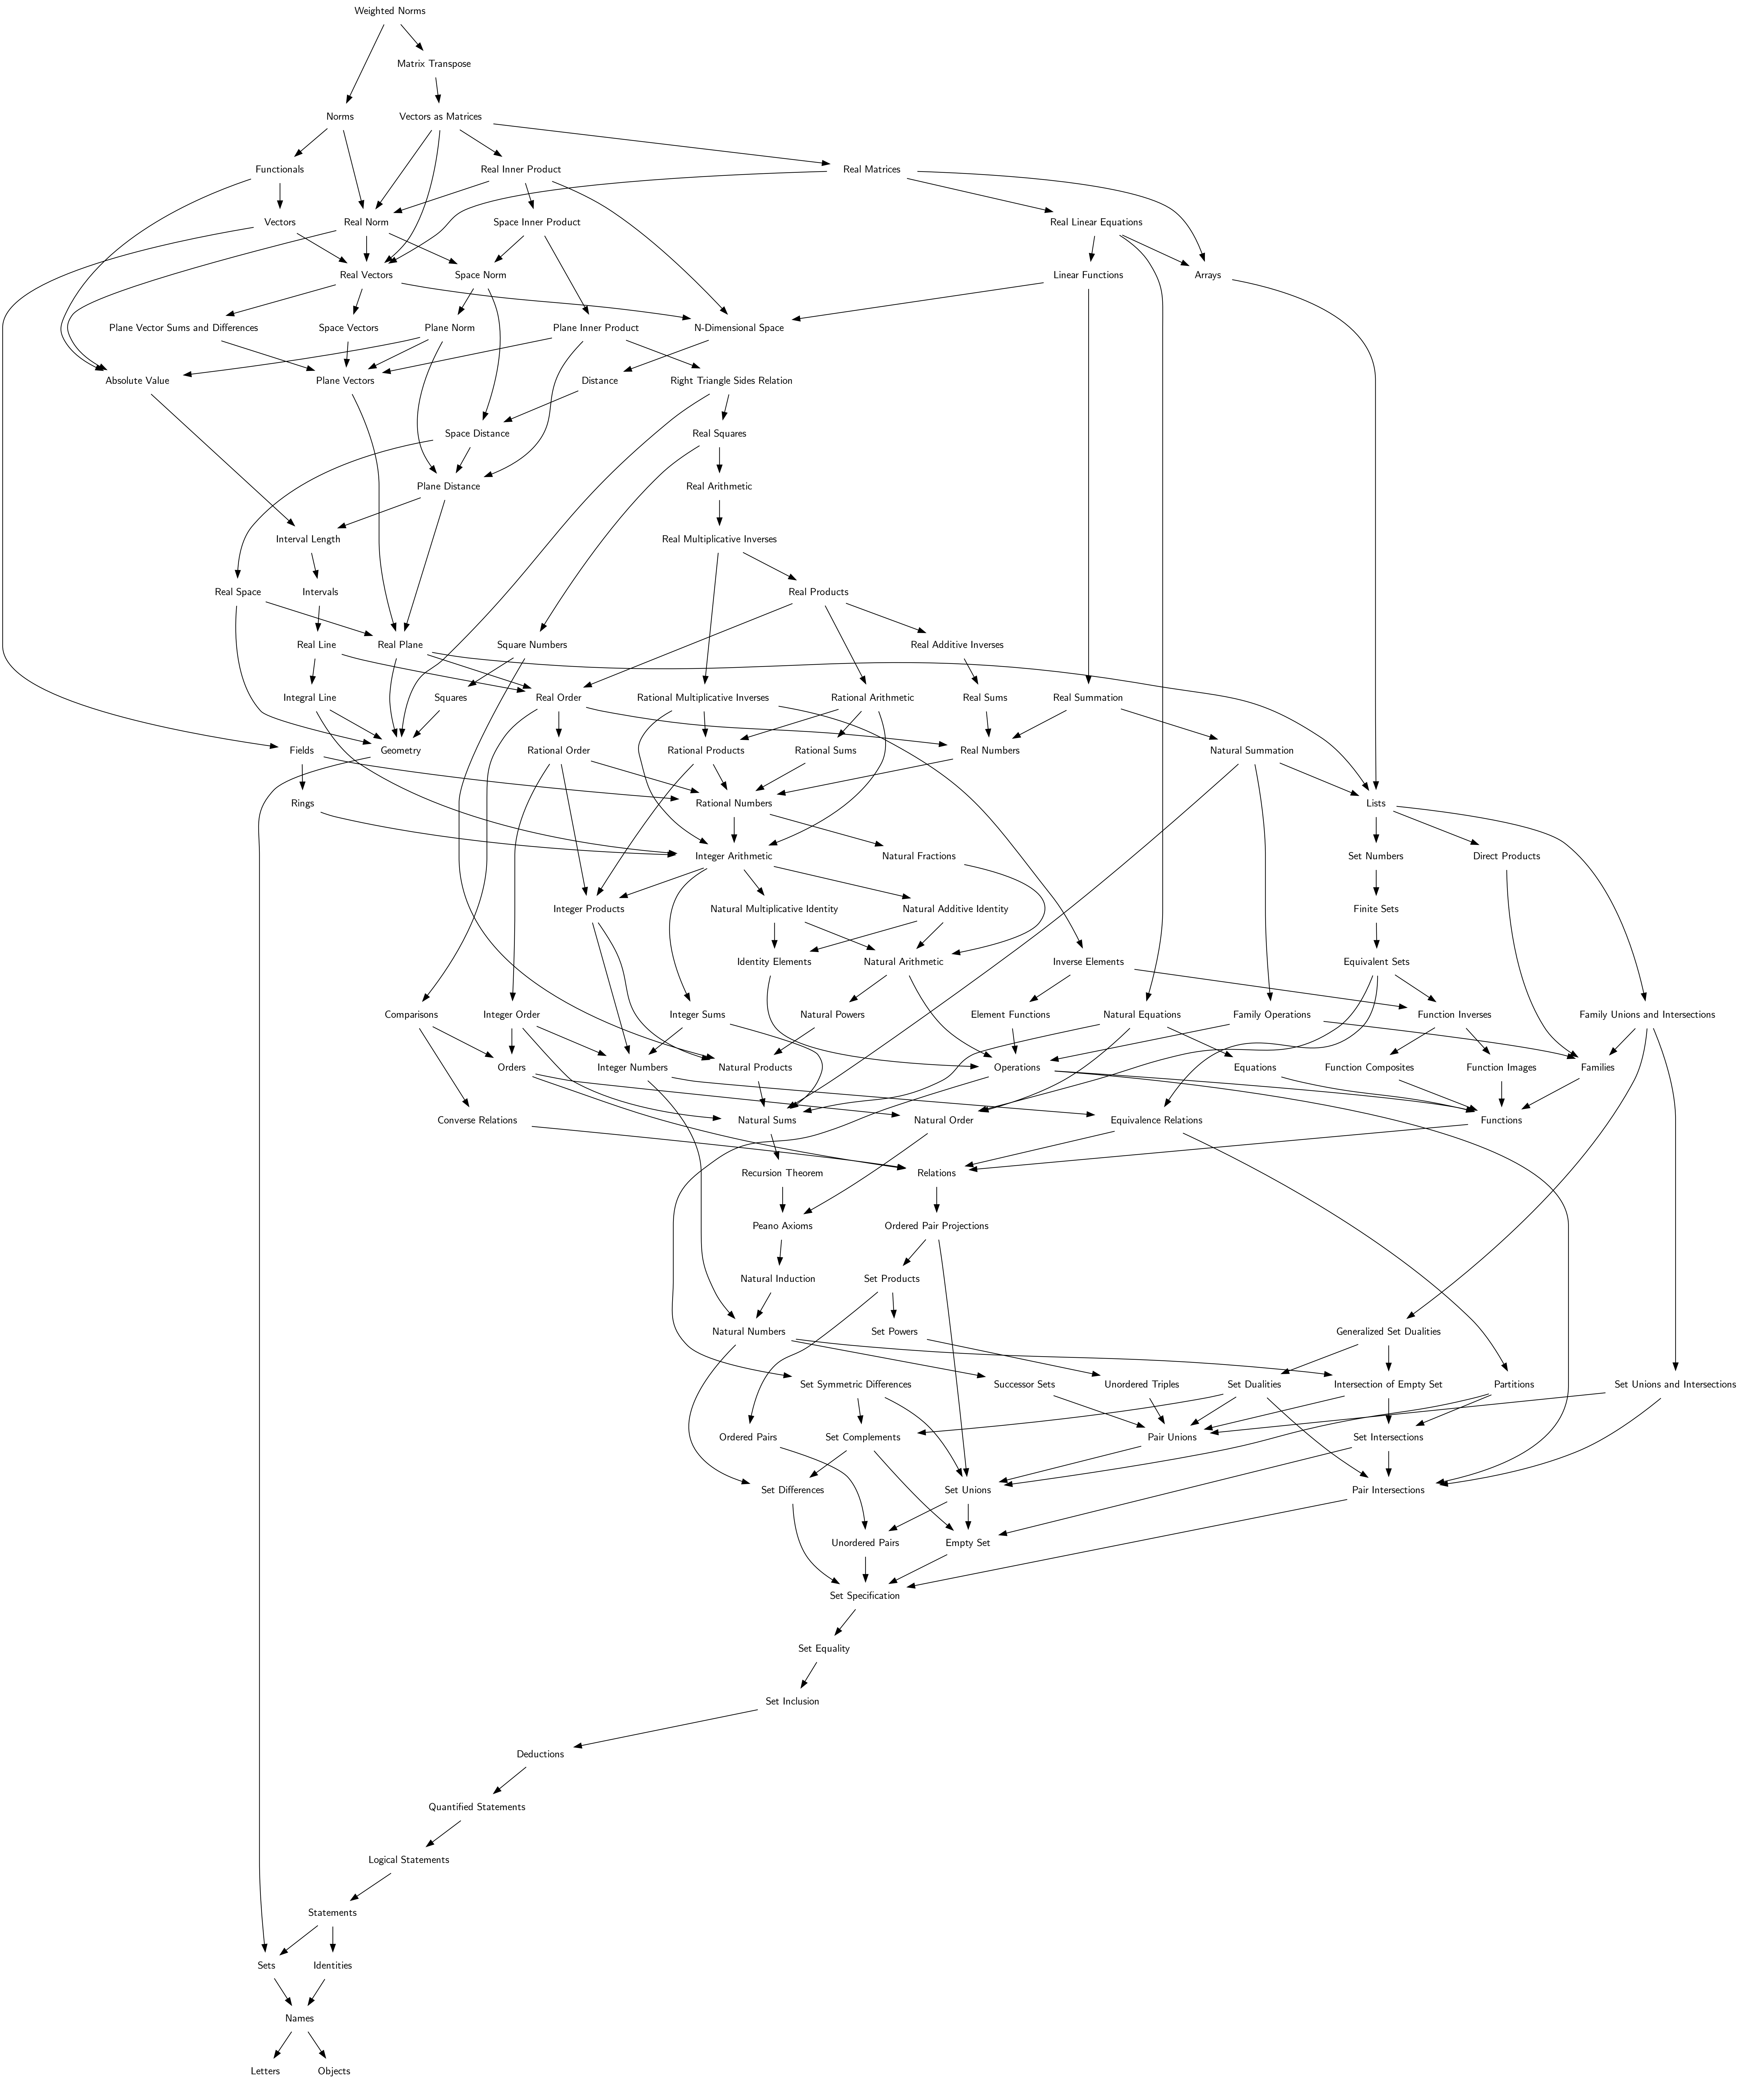 Weighted Norms
Matrix Transpose
Norms
Vectors as Matrices
Functionals
Real Inner Product
Real Matrices
Vectors
Real Norm
Space Inner Product
Real Linear Equations
Real Vectors
Space Norm
Linear Functions
Arrays
Plane Vector Sums and Differences
Space Vectors
Plane Norm
Plane Inner Product
N-Dimensional Space
Absolute Value
Plane Vectors
Distance
Right Triangle Sides Relation
Space Distance
Real Squares
Plane Distance
Real Arithmetic
Interval Length
Real Multiplicative Inverses
Real Space
Intervals
Real Products
Real Line
Real Plane
Square Numbers
Real Additive Inverses
Integral Line
Squares
Real Order
Rational Multiplicative Inverses
Rational Arithmetic
Real Sums
Real Summation
Fields
Geometry
Rational Order
Rational Products
Rational Sums
Real Numbers
Natural Summation
Rings
Rational Numbers
Lists
Integer Arithmetic
Natural Fractions
Set Numbers
Direct Products
Integer Products
Natural Multiplicative Identity
Natural Additive Identity
Finite Sets
Identity Elements
Natural Arithmetic
Inverse Elements
Equivalent Sets
Comparisons
Integer Order
Integer Sums
Natural Powers
Element Functions
Natural Equations
Family Operations
Function Inverses
Family Unions and Intersections
Orders
Integer Numbers
Natural Products
Operations
Equations
Function Composites
Function Images
Families
Converse Relations
Natural Sums
Natural Order
Equivalence Relations
Functions
Recursion Theorem
Relations
Peano Axioms
Ordered Pair Projections
Natural Induction
Set Products
Natural Numbers
Set Powers
Generalized Set Dualities
Set Symmetric Differences
Successor Sets
Unordered Triples
Set Dualities
Intersection of Empty Set
Partitions
Set Unions and Intersections
Ordered Pairs
Set Complements
Pair Unions
Set Intersections
Set Differences
Set Unions
Pair Intersections
Unordered Pairs
Empty Set
Set Specification
Set Equality
Set Inclusion
Deductions
Quantified Statements
Logical Statements
Statements
Sets
Identities
Names
Letters
Objects